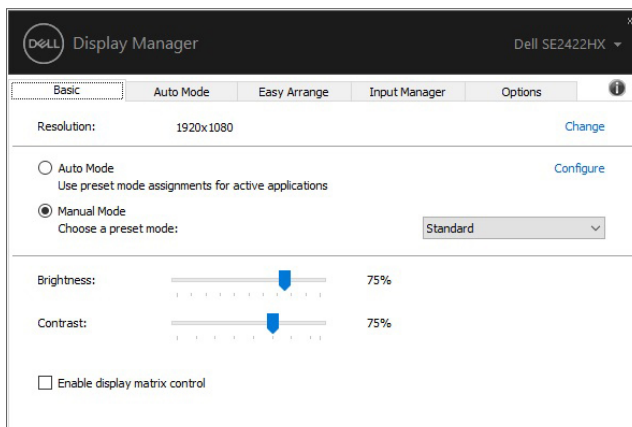 DELL Display Manager Dell SE2422HX
Basic Auto Mode Easy Arrange Input Manager Options
Resolution: 1920x1080 Change
Auto Mode Configure
Use preset mode assignments for active applications
Manual Mode
Choose a preset mode: Standard
Brightness: 75%
Contrast: 75%
Enable display matrix control